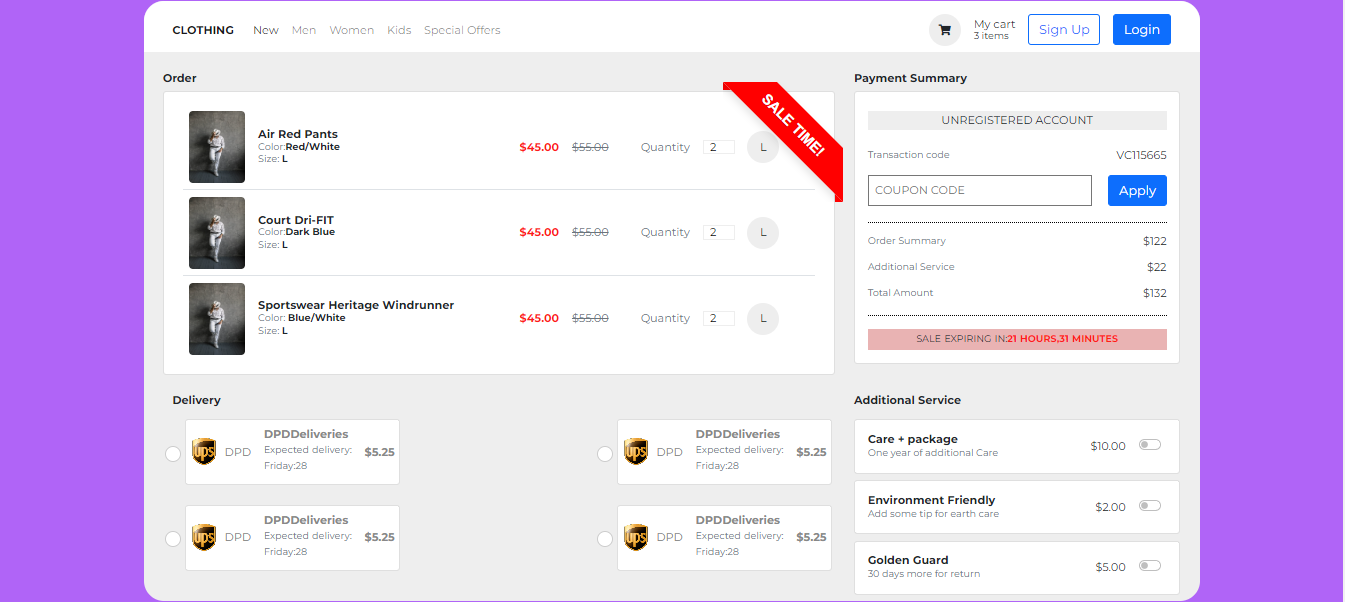 CLOTHING New Men Women Kids Special Offers
My cart
3 items
Sign Up
Login
Order
SALE TIME!
Air Red Pants
Color:Red/White
Size: L
$45.00 $55.00 Quantity 2 L
Court Dri-FIT
Color:Dark Blue
Size: L
$45.00 $55.00 Quantity 2 L
Sportswear Heritage Windrunner
Color: Blue/White
Size: L
$45.00 $55.00 Quantity 2 L
Payment Summary
UNREGISTERED ACCOUNT
Transaction code VC115665
COUPON CODE Apply
Order Summary $122
Additional Service $22
Total Amount $132
SALE EXPIRING IN:21 HOURS,31 MINUTES
Delivery
ups DPD
DPDDeliveries
Expected delivery:
Friday:28
$5.25
ups DPD
DPDDeliveries
Expected delivery:
Friday:28
$5.25
ups DPD
DPDDeliveries
Expected delivery:
Friday:28
$5.25
ups DPD
DPDDeliveries
Expected delivery:
Friday:28
$5.25
Additional Service
Care + package
One year of additional Care
$10.00
Environment Friendly
Add some tip for earth care
$2.00
Golden Guard
30 days more for return
$5.00